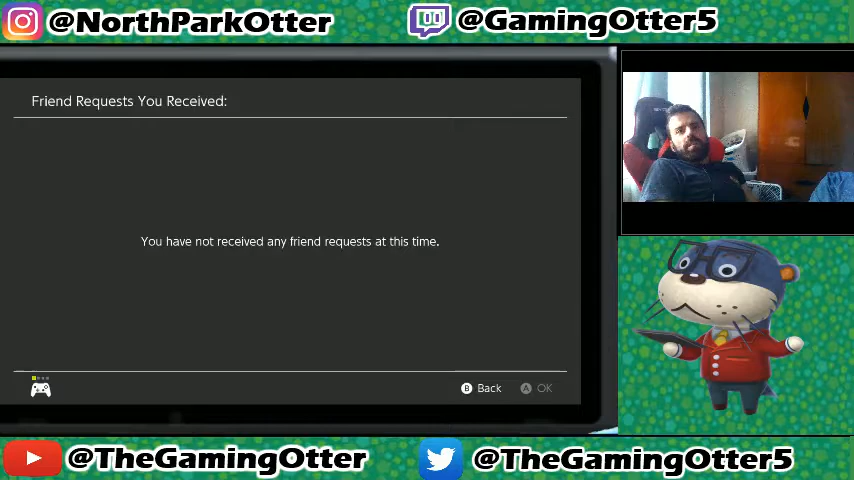 @NorthParkOtter
@GamingOtter5
Friend Requests You Received:
You have not received any friend requests at this time.
B Back A OK
@TheGamingOtter
@TheGamingOtter5